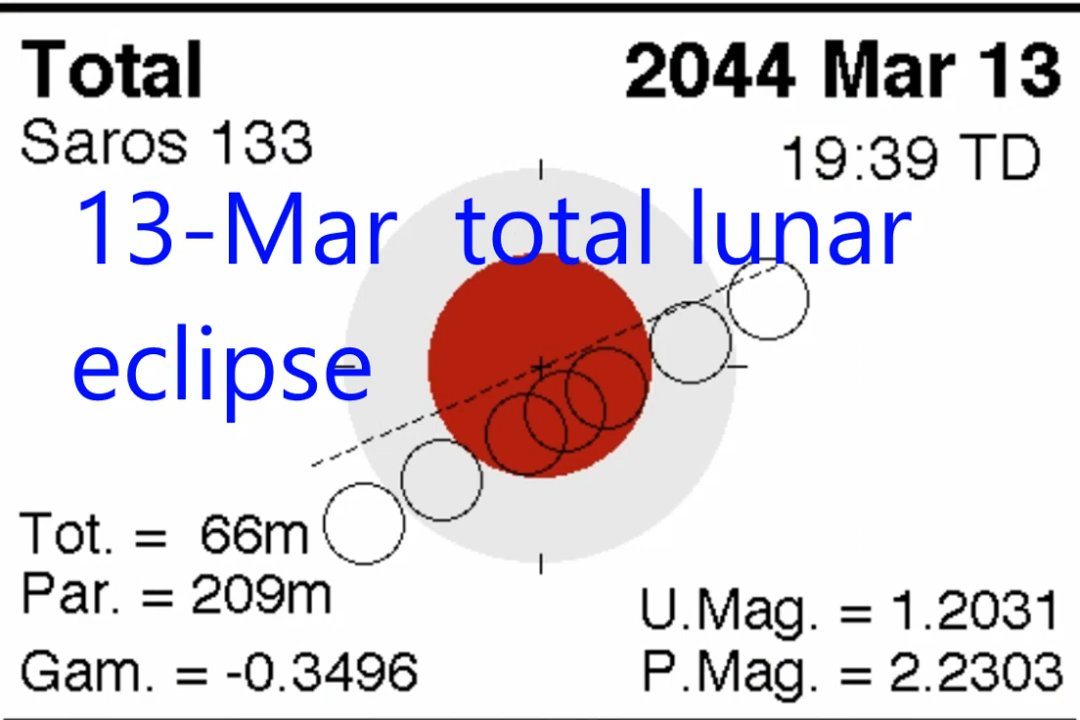 Total 2044 Mar 13
Saros 133 19:39 TD
13-Mar total lunar
eclipse
Tot. = 66m
Par. = 209m U.Mag. = 1.2031
Gam. = -0.3496 P.Mag. = 2.2303